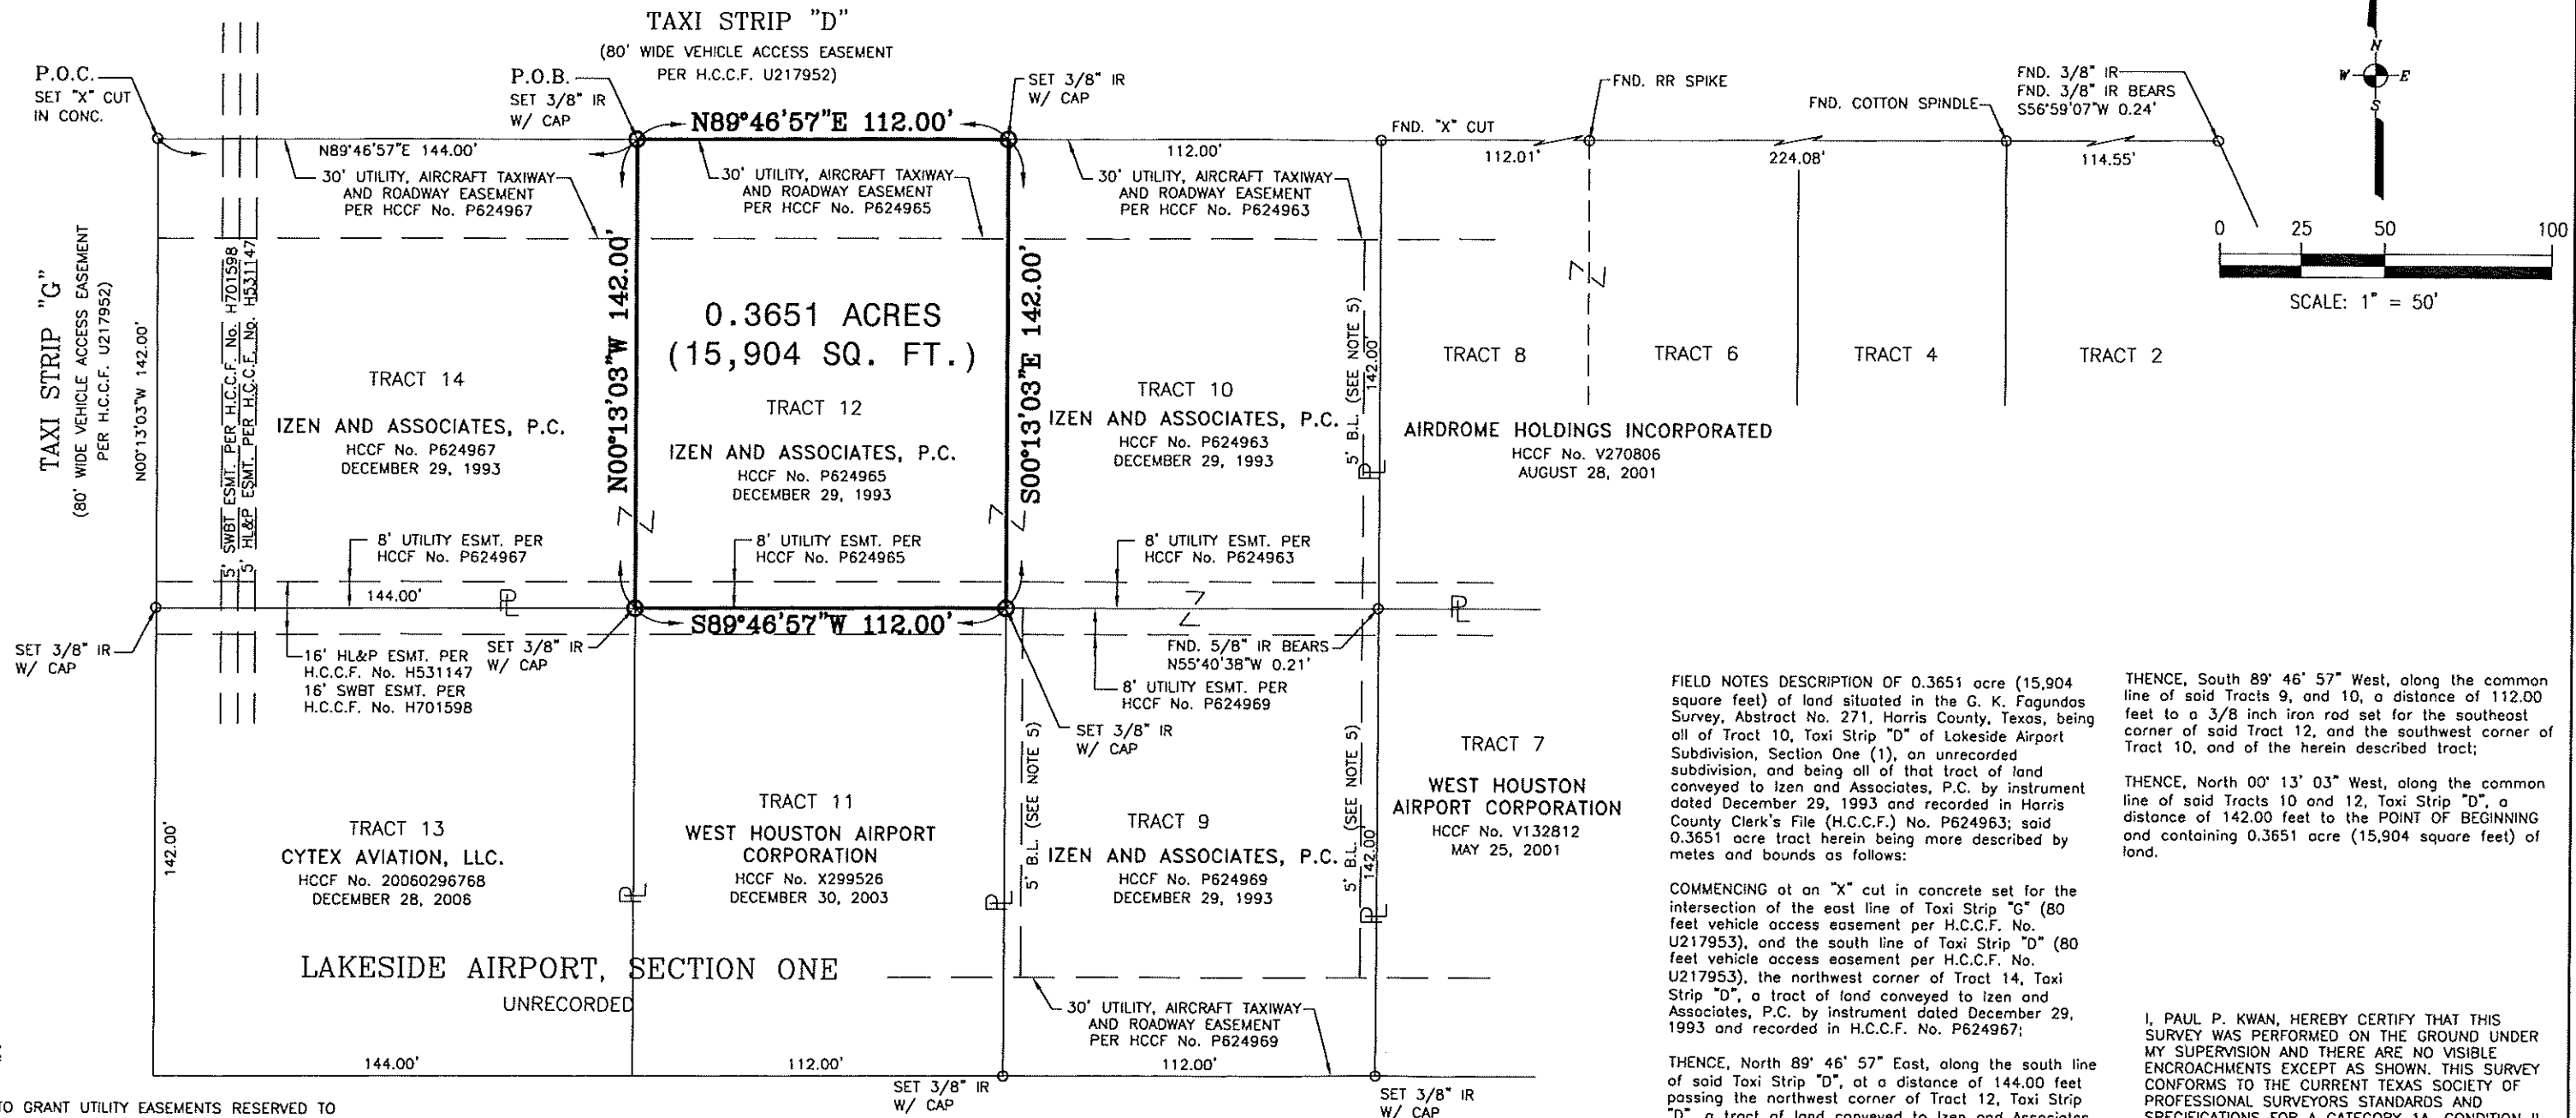 TAXI STRIP "D"
(80' WIDE VEHICLE ACCESS EASEMENT
PER H.C.C.F. U217952)
P.O.C.
SET "X" CUT
IN CONC.
P.O.B.
SET 3/8" IR
W/ CAP
SET 3/8" IR
W/ CAP
N89°46'57"E 112.00'
N89°46'57"E 144.00'
FND. "X" CUT
112.00'
FND. RR SPIKE
112.01'
FND. COTTON SPINDLE
224.08'
FND. 3/8" IR
FND. 3/8" IR BEARS
S56°59'07"W 0.24'
114.55'
N
W
E
S
0 25 50 100
SCALE: 1" = 50'
30' UTILITY, AIRCRAFT TAXIWAY
AND ROADWAY EASEMENT
PER HCCF No. P624967
30' UTILITY, AIRCRAFT TAXIWAY
AND ROADWAY EASEMENT
PER HCCF No. P624965
30' UTILITY, AIRCRAFT TAXIWAY
AND ROADWAY EASEMENT
PER HCCF No. P624963
TAXI STRIP "G"
(80' WIDE VEHICLE ACCESS EASEMENT
PER H.C.C.F. U217952)
N00°13'03"W 142.00'
5' SWBT ESMT. PER H.C.C.F. No. H701598
5' HL&P ESMT. PER H.C.C.F. No. H531147
N00°13'03"W 142.00'
S00°13'03"E 142.00'
0.3651 ACRES
(15,904 SQ. FT.)
TRACT 14
IZEN AND ASSOCIATES, P.C.
HCCF No. P624967
DECEMBER 29, 1993
TRACT 12
IZEN AND ASSOCIATES, P.C.
HCCF No. P624965
DECEMBER 29, 1993
TRACT 10
IZEN AND ASSOCIATES, P.C.
HCCF No. P624963
DECEMBER 29, 1993
5' B.L. (SEE NOTE 5)
142.00'
TRACT 8
TRACT 6
TRACT 4
TRACT 2
AIRDROME HOLDINGS INCORPORATED
HCCF No. V270806
AUGUST 28, 2001
8' UTILITY ESMT. PER
HCCF No. P624967
8' UTILITY ESMT. PER
HCCF No. P624965
8' UTILITY ESMT. PER
HCCF No. P624963
144.00'
S89°46'57"W 112.00'
SET 3/8" IR
W/ CAP
16' HL&P ESMT. PER
H.C.C.F. No. H531147
16' SWBT ESMT. PER
H.C.C.F. No. H701598
SET 3/8" IR
W/ CAP
FND. 5/8" IR BEARS
N55°40'38"W 0.21'
8' UTILITY ESMT. PER
HCCF No. P624969
SET 3/8" IR
W/ CAP
142.00'
TRACT 13
CYTEX AVIATION, LLC.
HCCF No. 20060296768
DECEMBER 28, 2006
TRACT 11
WEST HOUSTON AIRPORT
CORPORATION
HCCF No. X299526
DECEMBER 30, 2003
5' B.L. (SEE NOTE 5)
TRACT 9
IZEN AND ASSOCIATES, P.C.
HCCF No. P624969
DECEMBER 29, 1993
5' B.L. (SEE NOTE 5)
142.00'
TRACT 7
WEST HOUSTON
AIRPORT CORPORATION
HCCF No. V132812
MAY 25, 2001
LAKESIDE AIRPORT, SECTION ONE
UNRECORDED
30' UTILITY, AIRCRAFT TAXIWAY
AND ROADWAY EASEMENT
PER HCCF No. P624969
144.00'
112.00'
112.00'
SET 3/8" IR
W/ CAP
SET 3/8" IR
W/ CAP
TO GRANT UTILITY EASEMENTS RESERVED TO
FIELD NOTES DESCRIPTION OF 0.3651 acre (15,904
square feet) of land situated in the G. K. Fagundas
Survey, Abstract No. 271, Harris County, Texas, being
all of Tract 10, Taxi Strip "D" of Lakeside Airport
Subdivision, Section One (1), an unrecorded
subdivision, and being all of that tract of land
conveyed to Izen and Associates, P.C. by instrument
dated December 29, 1993 and recorded in Harris
County Clerk's File (H.C.C.F.) No. P624963; said
0.3651 acre tract herein being more described by
metes and bounds as follows:
COMMENCING at an "X" cut in concrete set for the
intersection of the east line of Taxi Strip "G" (80
feet vehicle access easement per H.C.C.F. No.
U217953), and the south line of Taxi Strip "D" (80
feet vehicle access easement per H.C.C.F. No.
U217953), the northwest corner of Tract 14, Taxi
Strip "D", a tract of land conveyed to Izen and
Associates, P.C. by instrument dated December 29,
1993 and recorded in H.C.C.F. No. P624967;
THENCE, North 89° 46' 57" East, along the south line
of said Taxi Strip "D", at a distance of 144.00 feet
passing the northwest corner of Tract 12, Taxi Strip
"D", a tract of land conveyed to Izen and Associates,
THENCE, South 89° 46' 57" West, along the common
line of said Tracts 9, and 10, a distance of 112.00
feet to a 3/8 inch iron rod set for the southeast
corner of said Tract 12, and the southwest corner of
Tract 10, and of the herein described tract;
THENCE, North 00° 13' 03" West, along the common
line of said Tracts 10 and 12, Taxi Strip "D", a
distance of 142.00 feet to the POINT OF BEGINNING
and containing 0.3651 acre (15,904 square feet) of
land.
I, PAUL P. KWAN, HEREBY CERTIFY THAT THIS
SURVEY WAS PERFORMED ON THE GROUND UNDER
MY SUPERVISION AND THERE ARE NO VISIBLE
ENCROACHMENTS EXCEPT AS SHOWN. THIS SURVEY
CONFORMS TO THE CURRENT TEXAS SOCIETY OF
PROFESSIONAL SURVEYORS STANDARDS AND
SPECIFICATIONS FOR A CATEGORY 1A, CONDITION II